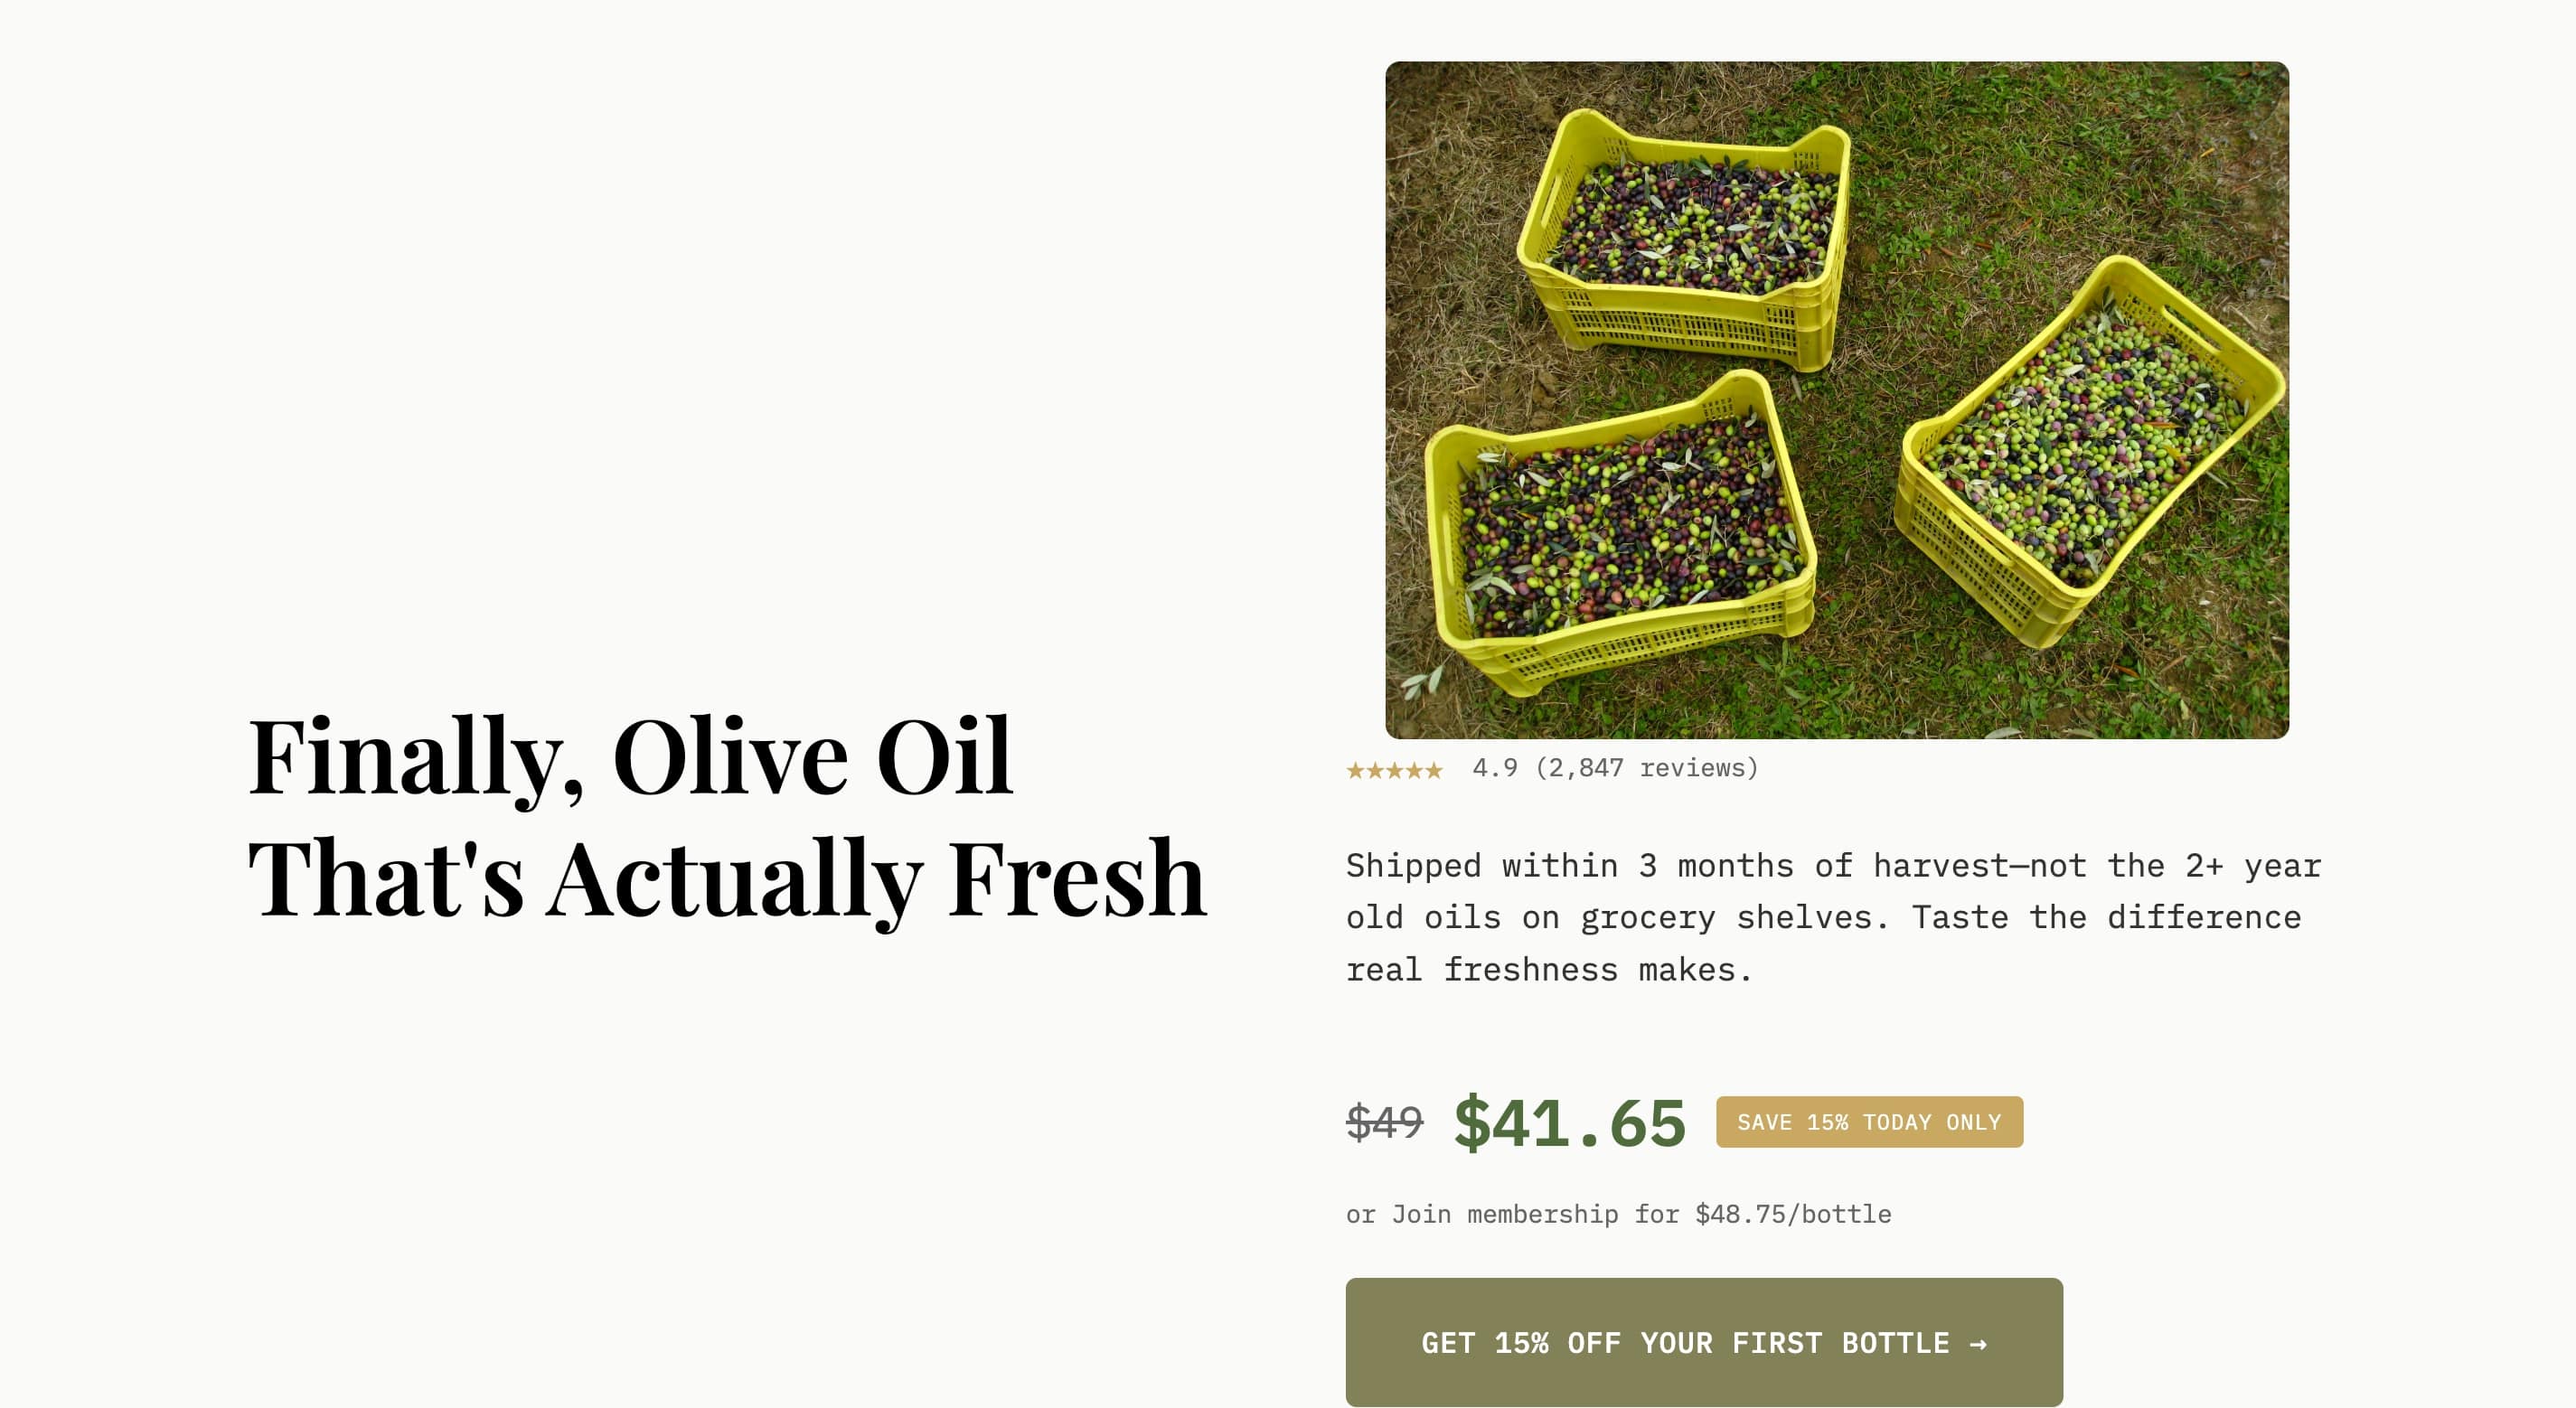 Finally, Olive Oil
That's Actually Fresh
★★★★★ 4.9 (2,847 reviews)
Shipped within 3 months of harvest—not the 2+ year
old oils on grocery shelves. Taste the difference
real freshness makes.
$49 $41.65 SAVE 15% TODAY ONLY
or Join membership for $48.75/bottle
GET 15% OFF YOUR FIRST BOTTLE →